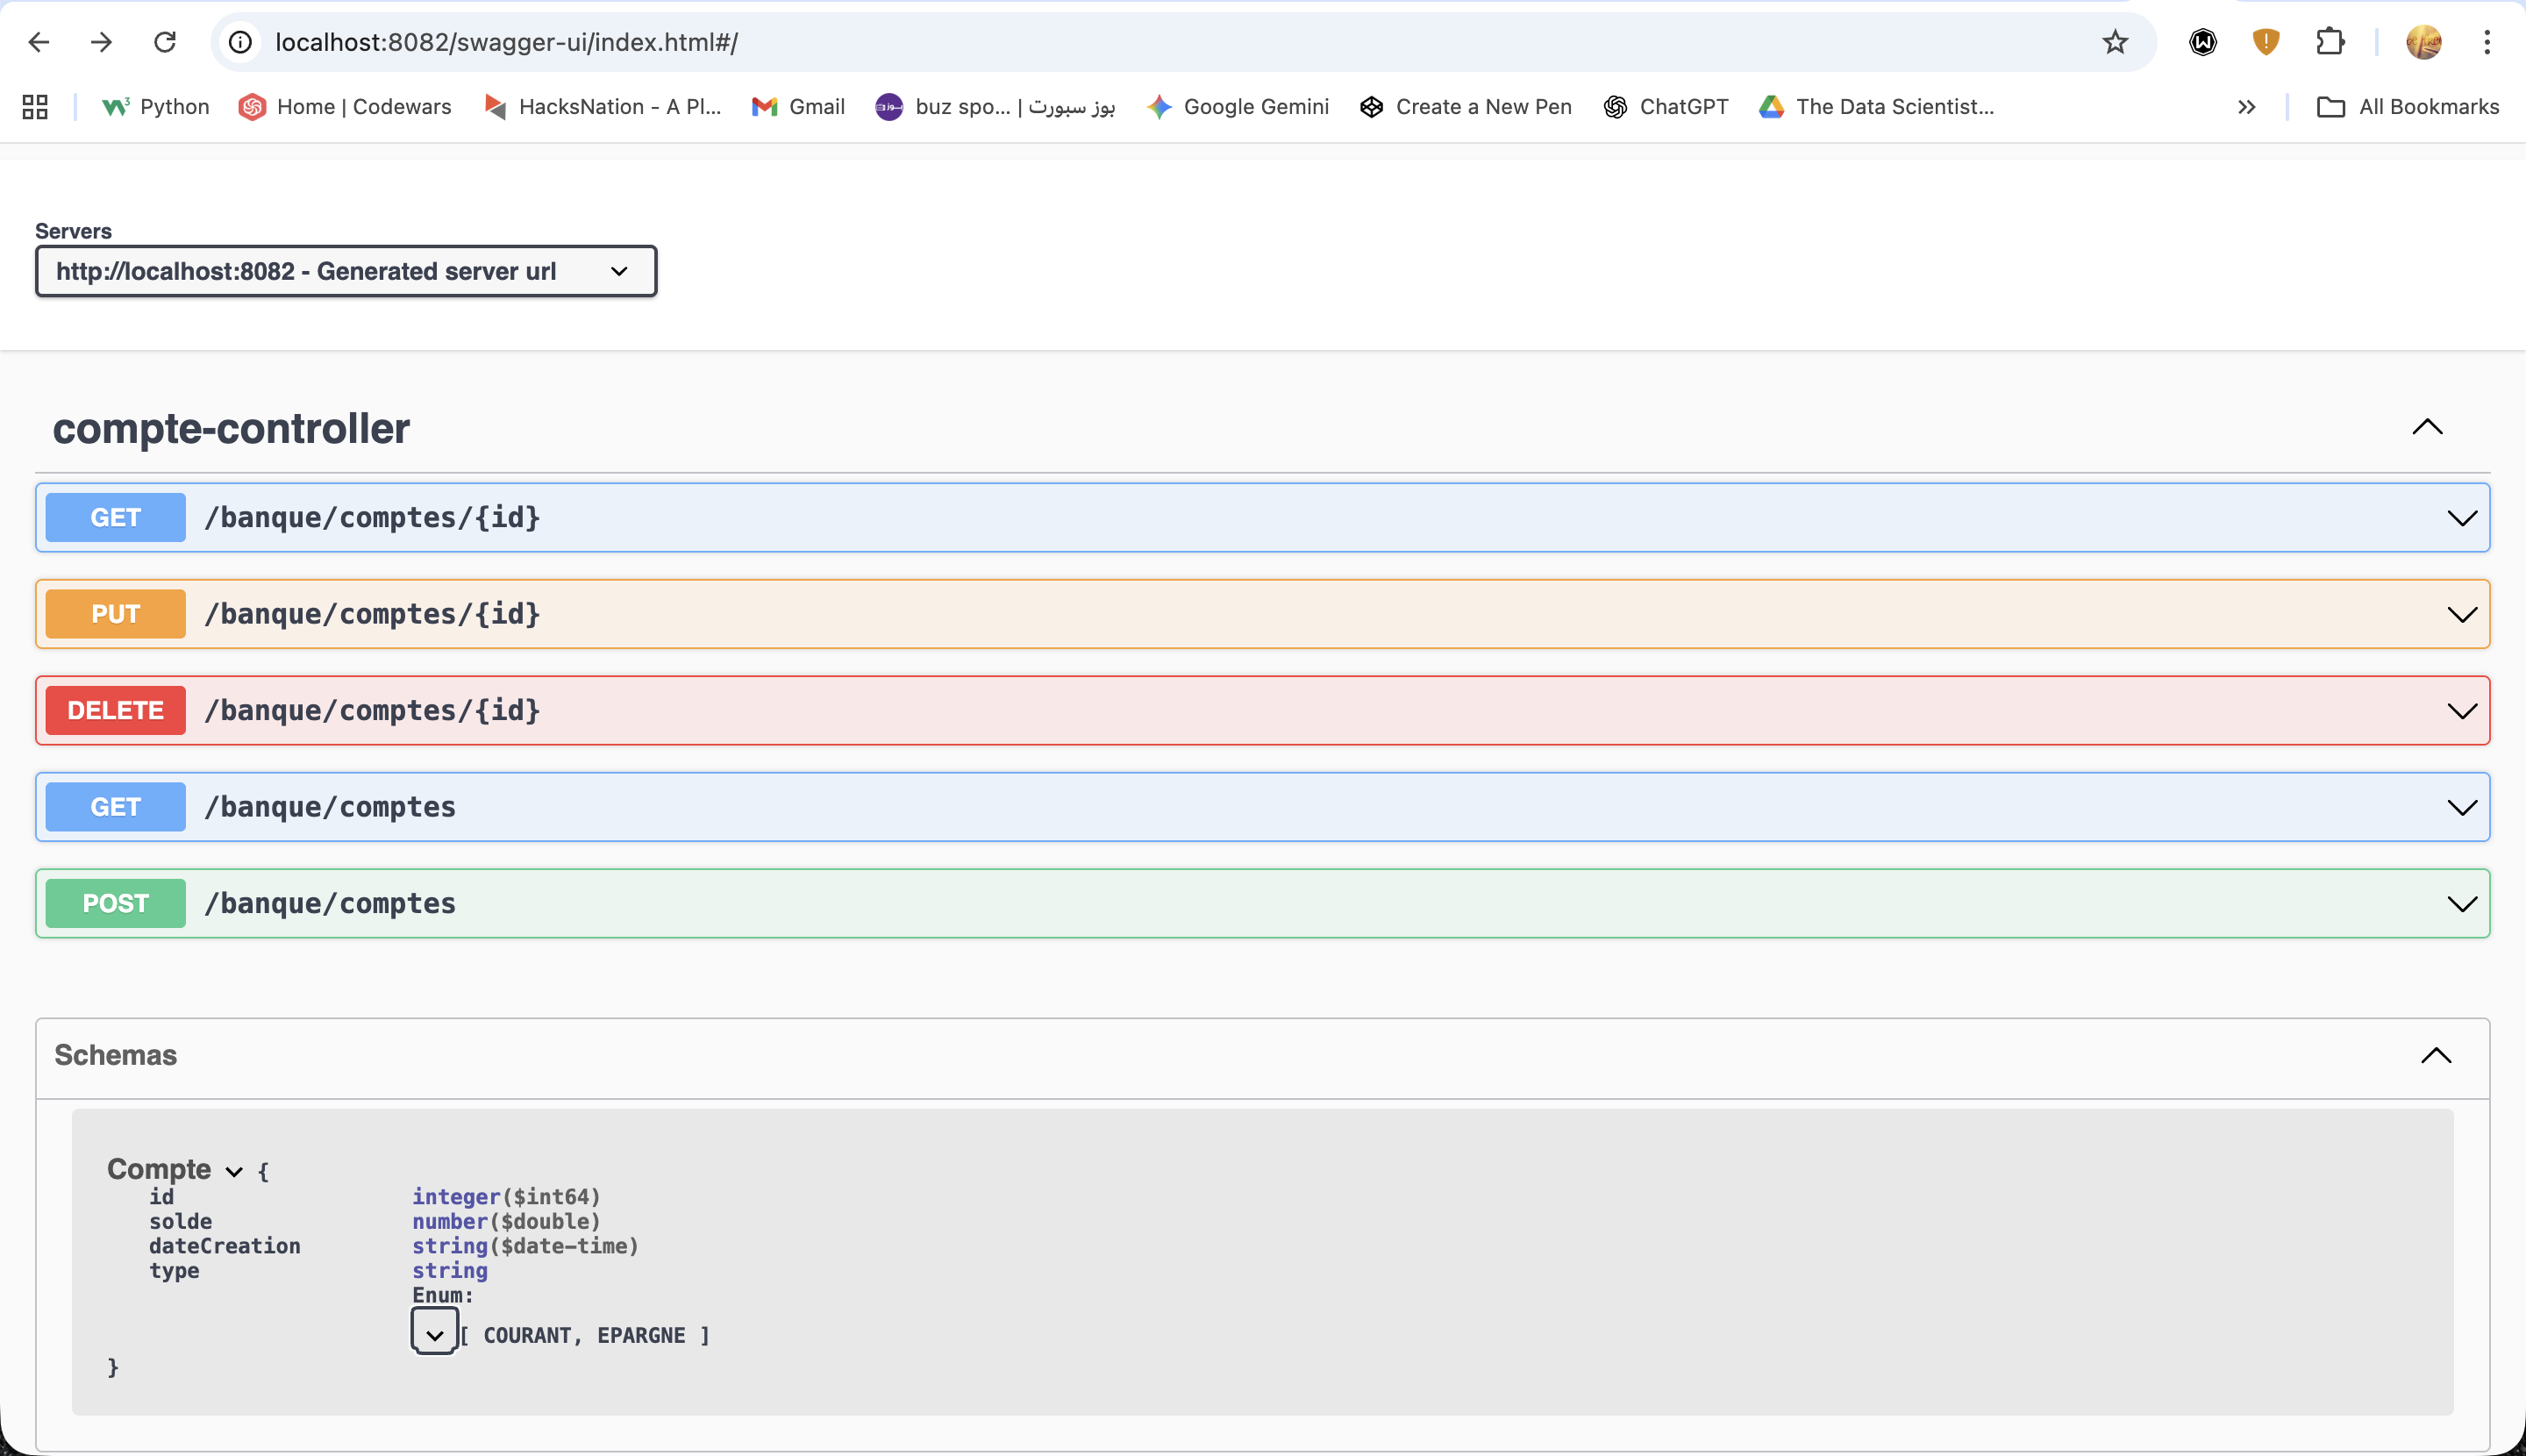 localhost:8082/swagger-ui/index.html#/
Python Home | Codewars HacksNation - A Pl... Gmail buz spo... | بوز سبورت Google Gemini Create a New Pen ChatGPT The Data Scientist... All Bookmarks
Servers
http://localhost:8082 - Generated server url
compte-controller
GET /banque/comptes/{id}
PUT /banque/comptes/{id}
DELETE /banque/comptes/{id}
GET /banque/comptes
POST /banque/comptes
Schemas
Compte {
id integer($int64)
solde number($double)
dateCreation string($date-time)
type string
Enum:
[ COURANT, EPARGNE ]
}